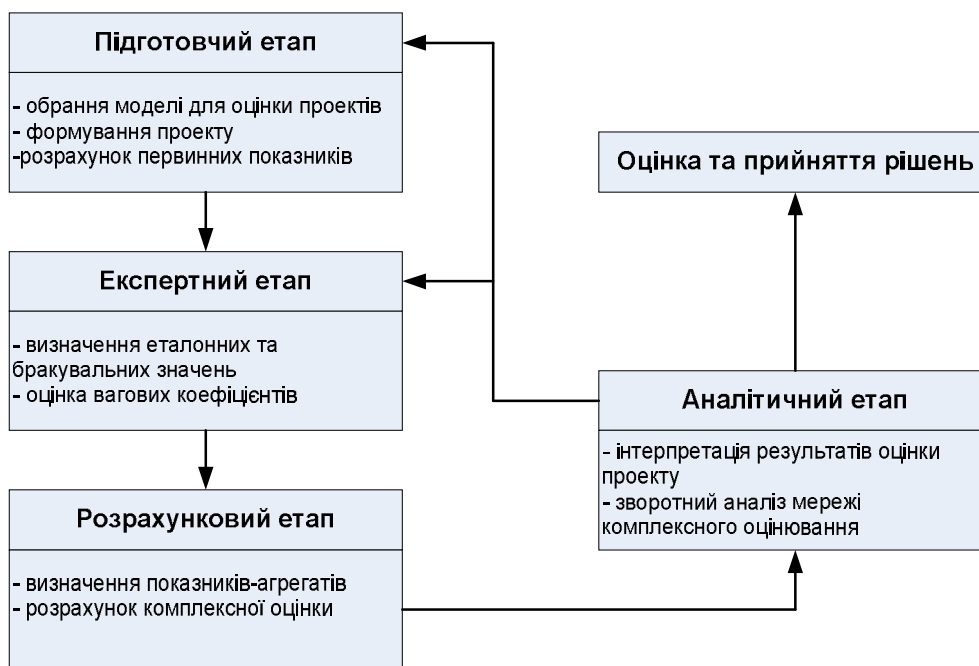 Підготовчий етап
- обрання моделі для оцінки проектів
- формування проекту
-розрахунок первинних показників
Експертний етап
- визначення еталонних та
бракувальних значень
- оцінка вагових коефіцієнтів
Розрахунковий етап
- визначення показників-агрегатів
- розрахунок комплексної оцінки
Оцінка та прийняття рішень
Аналітичний етап
- інтерпретація результатів оцінки
проекту
- зворотний аналіз мережі
комплексного оцінювання